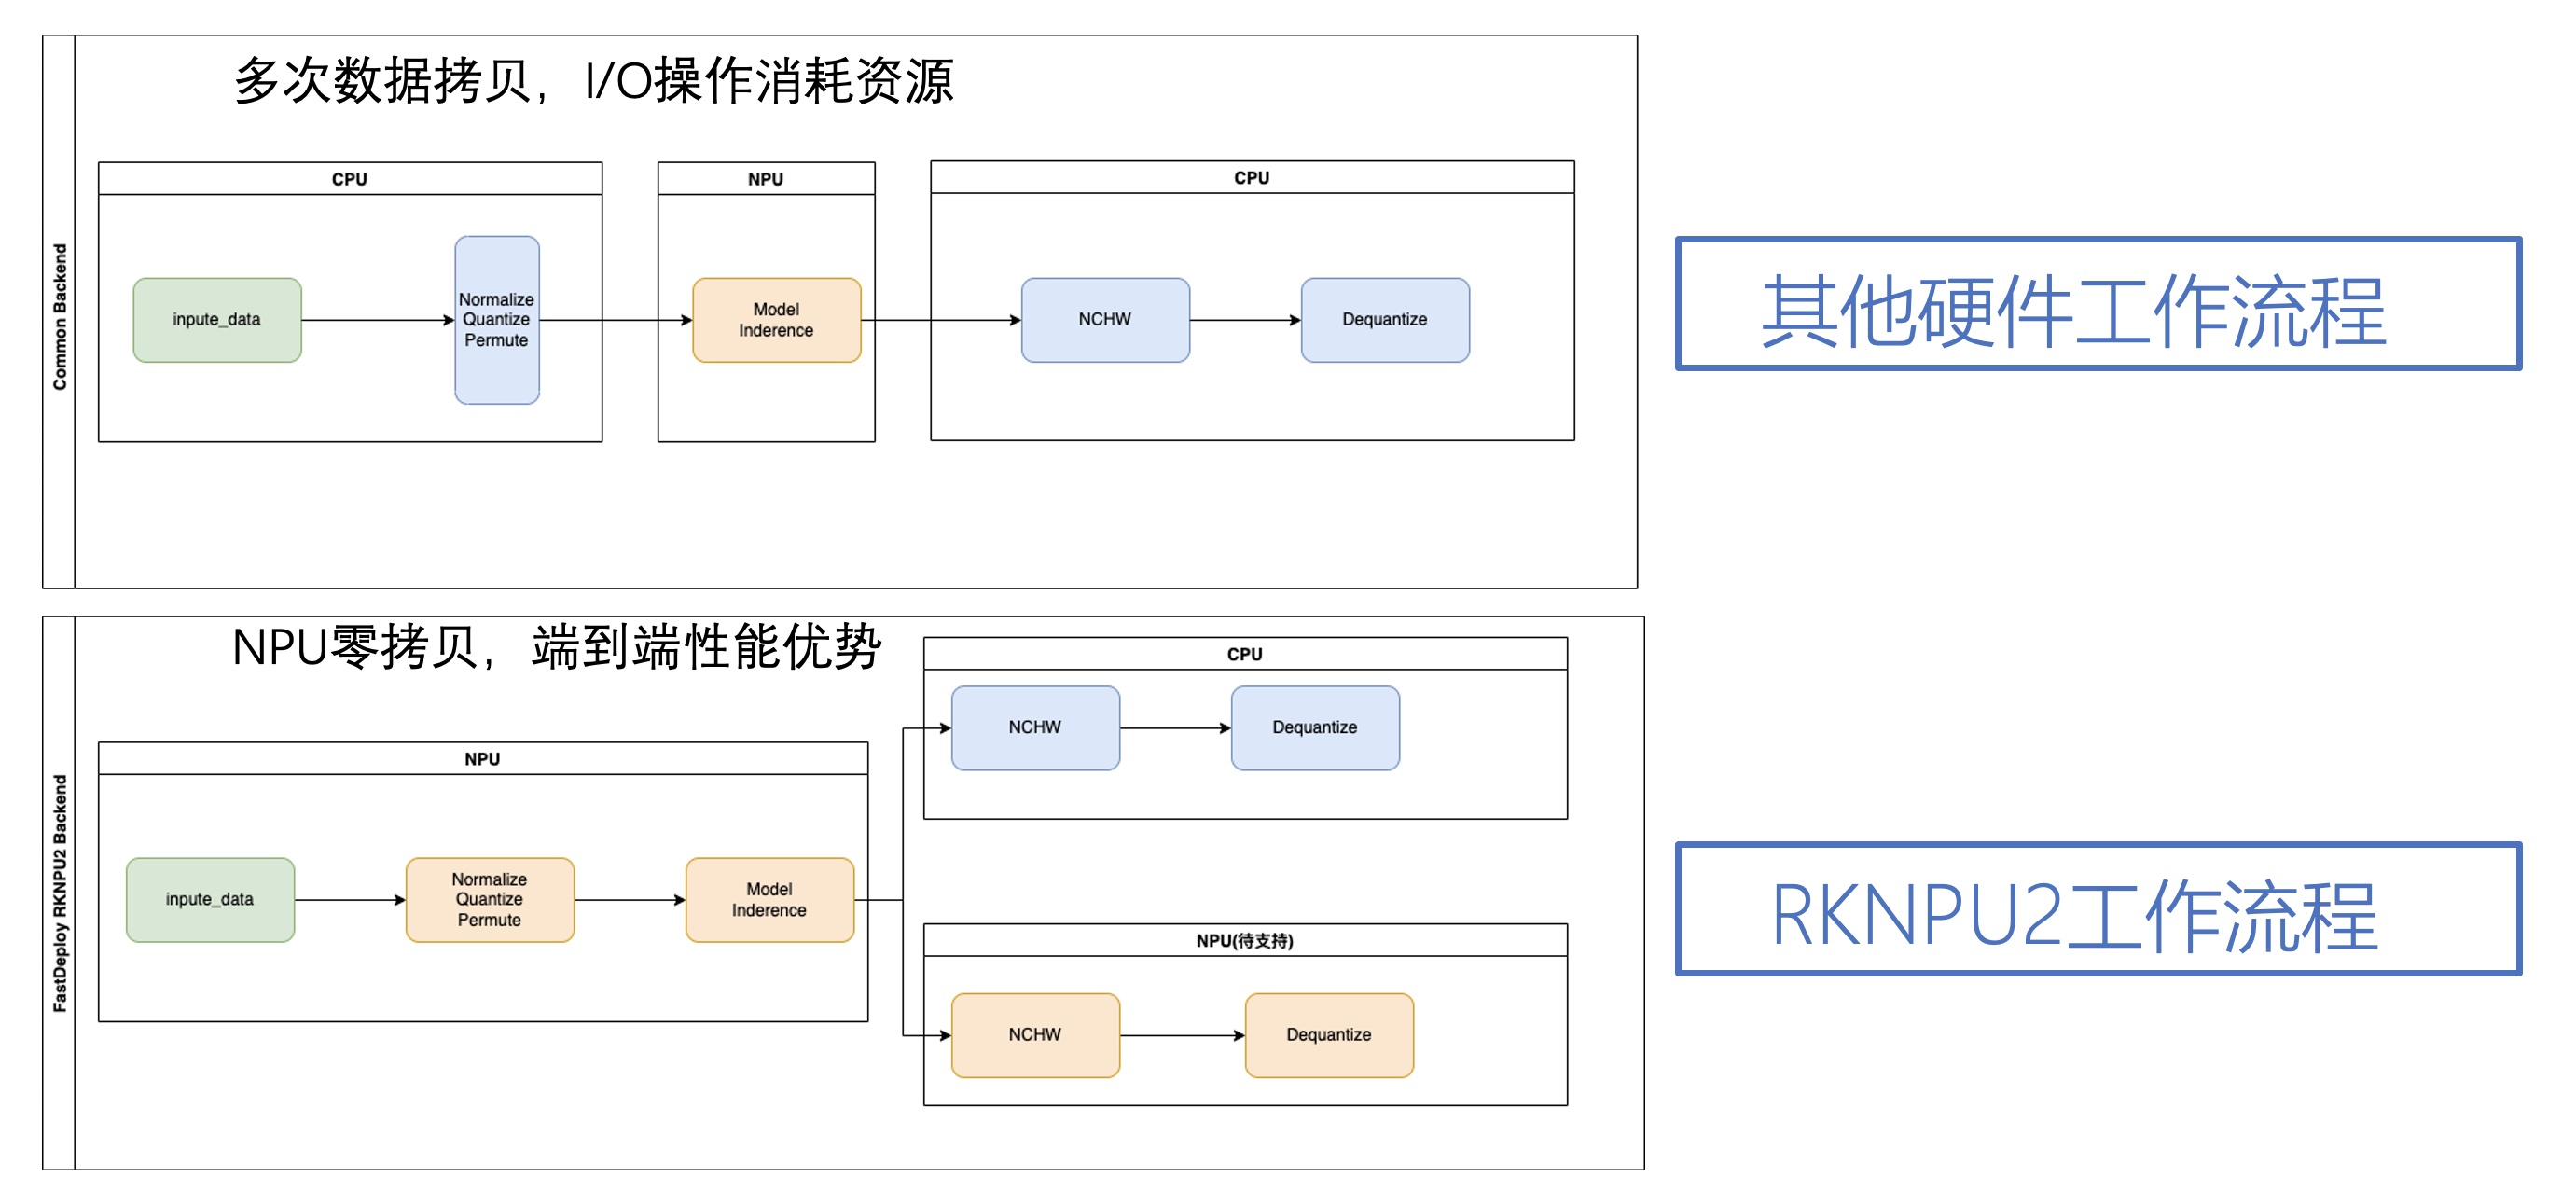 多次数据拷贝，I/O操作消耗资源
Common Backend
CPU
inpute_data
Normalize
Quantize
Permute
NPU
Model
Inderence
CPU
NCHW
Dequantize
其他硬件工作流程
NPU零拷贝，端到端性能优势
FastDeploy RKNPU2 Backend
NPU
inpute_data
Normalize
Quantize
Permute
Model
Inderence
CPU
NCHW
Dequantize
NPU(待支持)
NCHW
Dequantize
RKNPU2工作流程